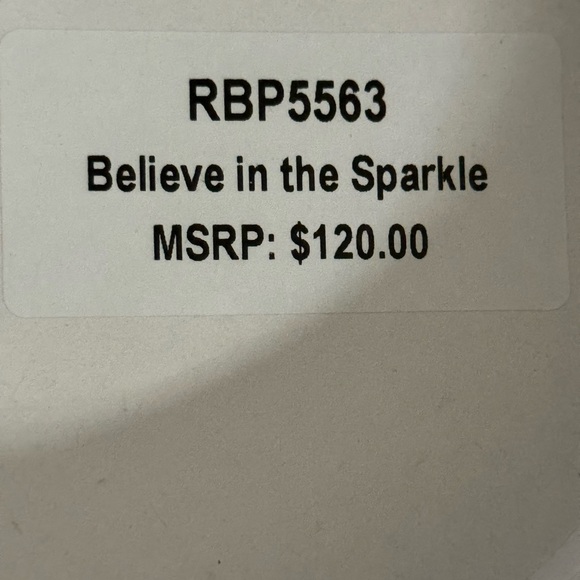 RBP5563
Believe in the Sparkle
MSRP: $120.00